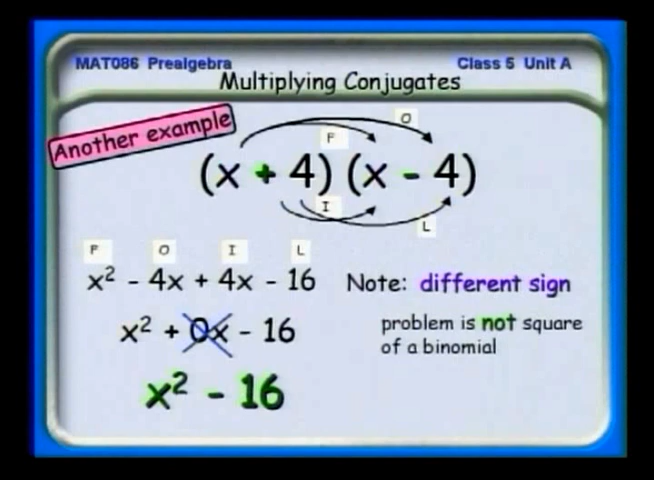 MAT086 Prealgebra
Class 5 Unit A
Multiplying Conjugates
Another example
F O
(x + 4)(x - 4)
I L
F O I L
x² - 4x + 4x - 16
Note: different sign
x² + 0x - 16
problem is not square
of a binomial
x² - 16